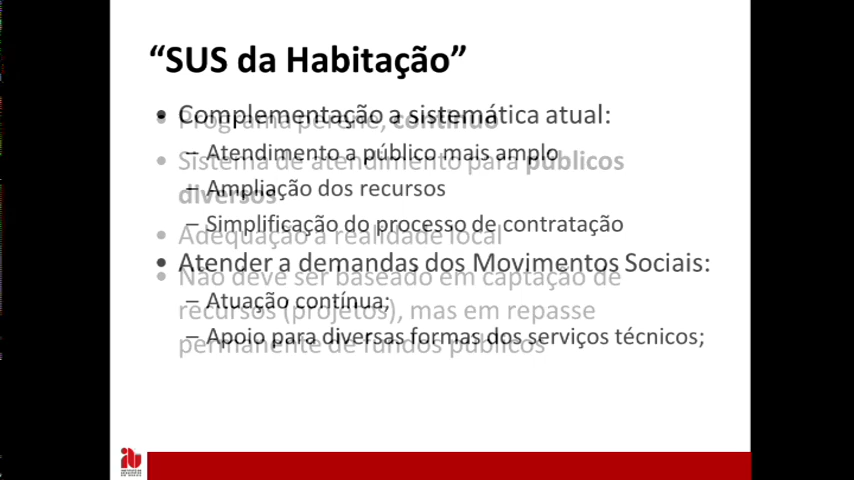 “SUS da Habitação”
• Complementação a sistemática atual:
– Atendimento a público mais amplo
– Ampliação dos recursos
– Simplificação do processo de contratação
• Atender a demandas dos Movimentos Sociais:
– Atuação contínua;
– Apoio para diversas formas dos serviços técnicos;
• Programa perene, contínuo
• Sistema de atendimento para públicos
diversos
• Adequação a realidade local
• Não deve ser baseado em captação de
recursos (projetos), mas em repasse
permanente de fundos públicos
iab